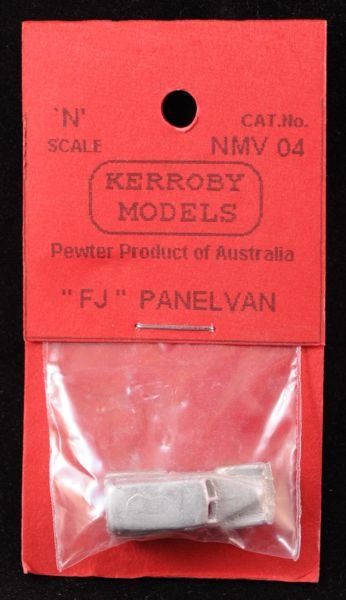 'N' CAT.No.
SCALE NMV 04
KERROBY
MODELS
Pewter Product of Australia
"FJ" PANELVAN